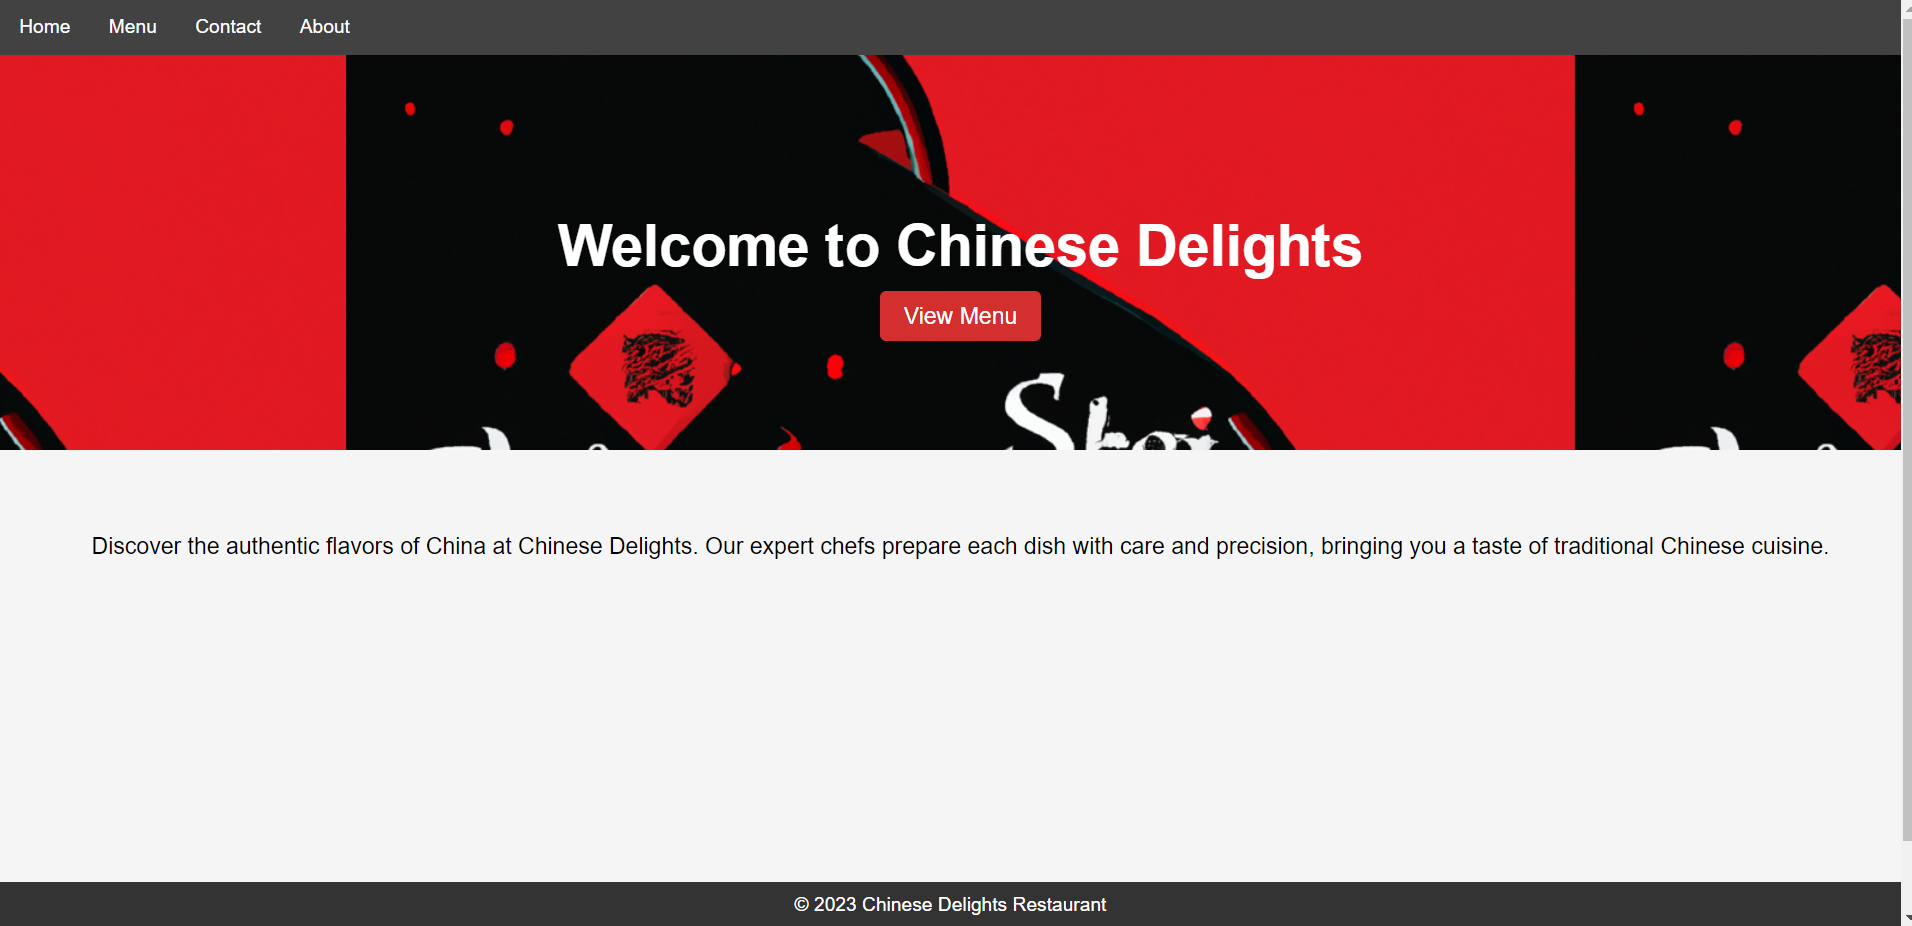 Home Menu Contact About
Welcome to Chinese Delights
View Menu
Discover the authentic flavors of China at Chinese Delights. Our expert chefs prepare each dish with care and precision, bringing you a taste of traditional Chinese cuisine.
© 2023 Chinese Delights Restaurant